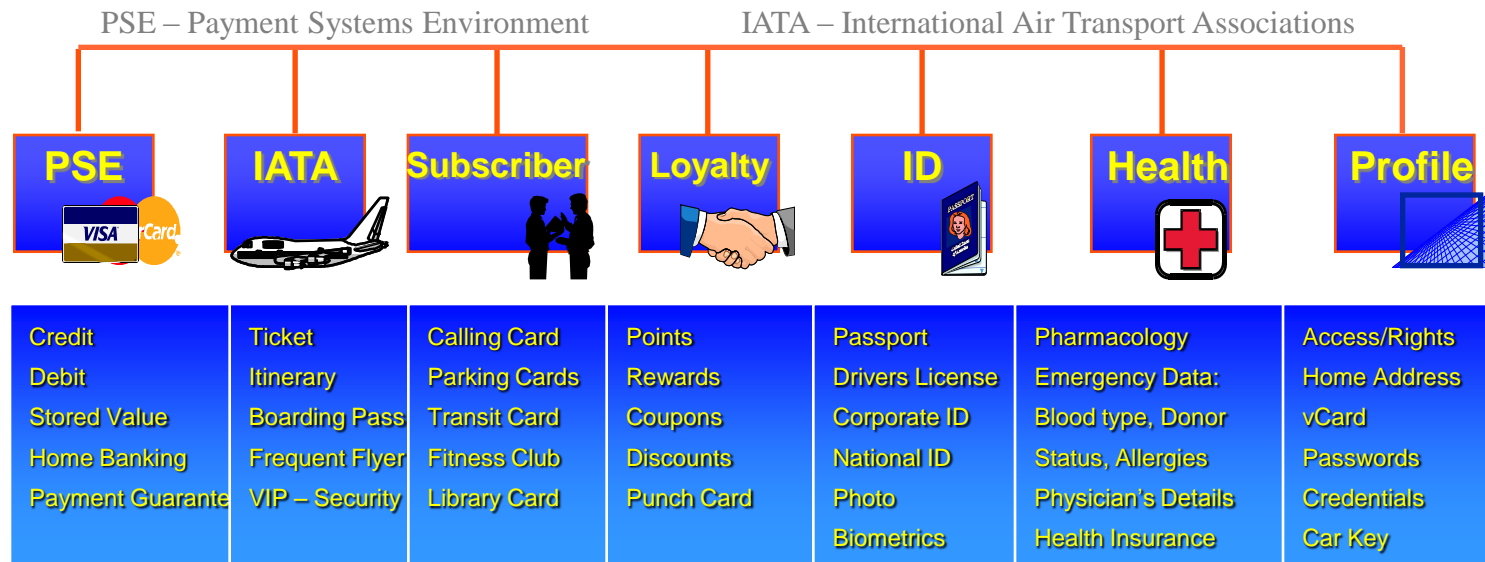 PSE – Payment Systems Environment
IATA – International Air Transport Associations
PSE
IATA
Subscriber
Loyalty
ID
Health
Profile
VISA
rCard
PASSPORT
Credit
Debit
Stored Value
Home Banking
Payment Guarante
Ticket
Itinerary
Boarding Pass
Frequent Flyer
VIP – Security
Calling Card
Parking Cards
Transit Card
Fitness Club
Library Card
Points
Rewards
Coupons
Discounts
Punch Card
Passport
Drivers License
Corporate ID
National ID
Photo
Biometrics
Pharmacology
Emergency Data:
Blood type, Donor
Status, Allergies
Physician's Details
Health Insurance
Access/Rights
Home Address
vCard
Passwords
Credentials
Car Key